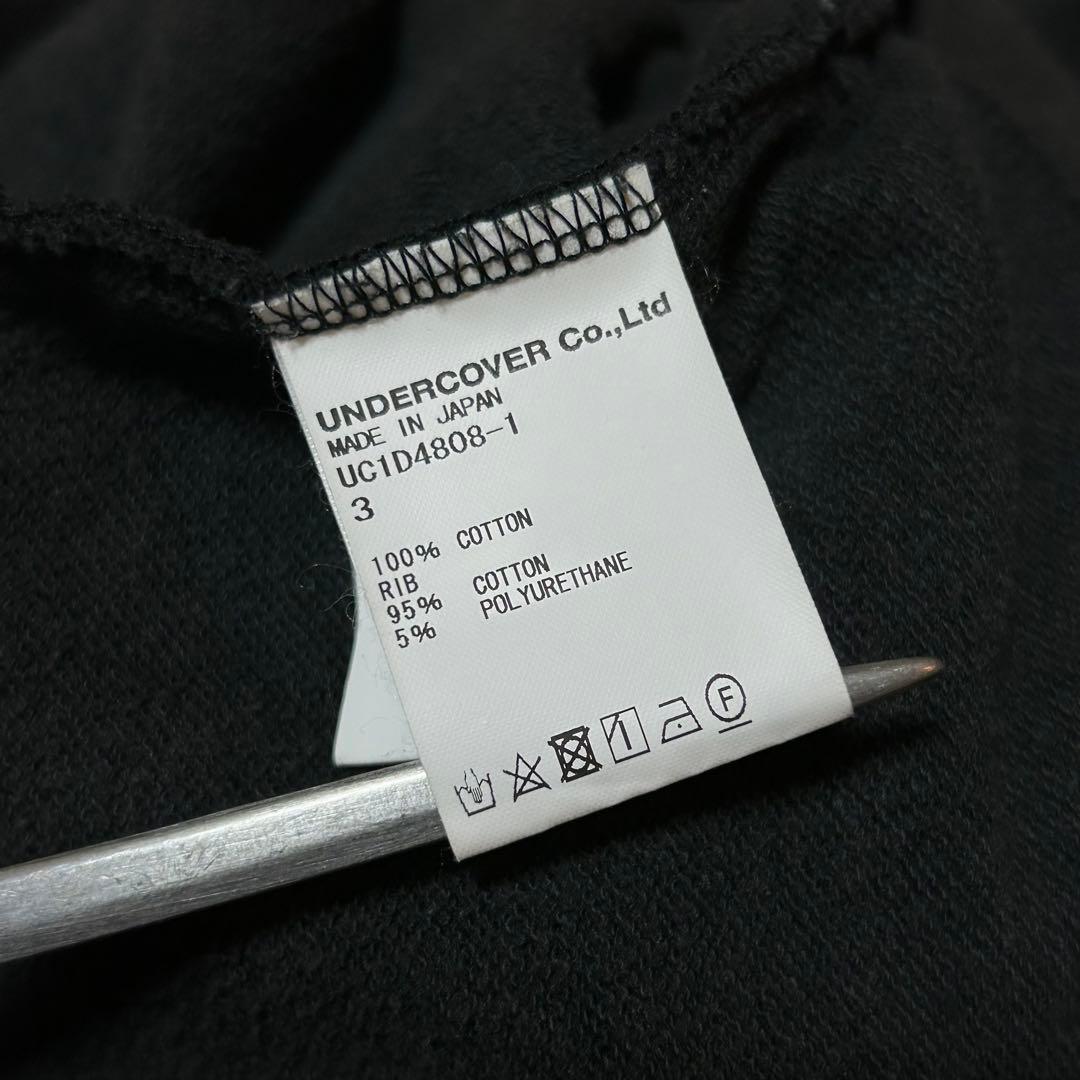 UNDERCOVER Co.,Ltd
MADE IN JAPAN
UC1D4808-1
3
100% COTTON
RIB
95% COTTON
5% POLYURETHANE
F